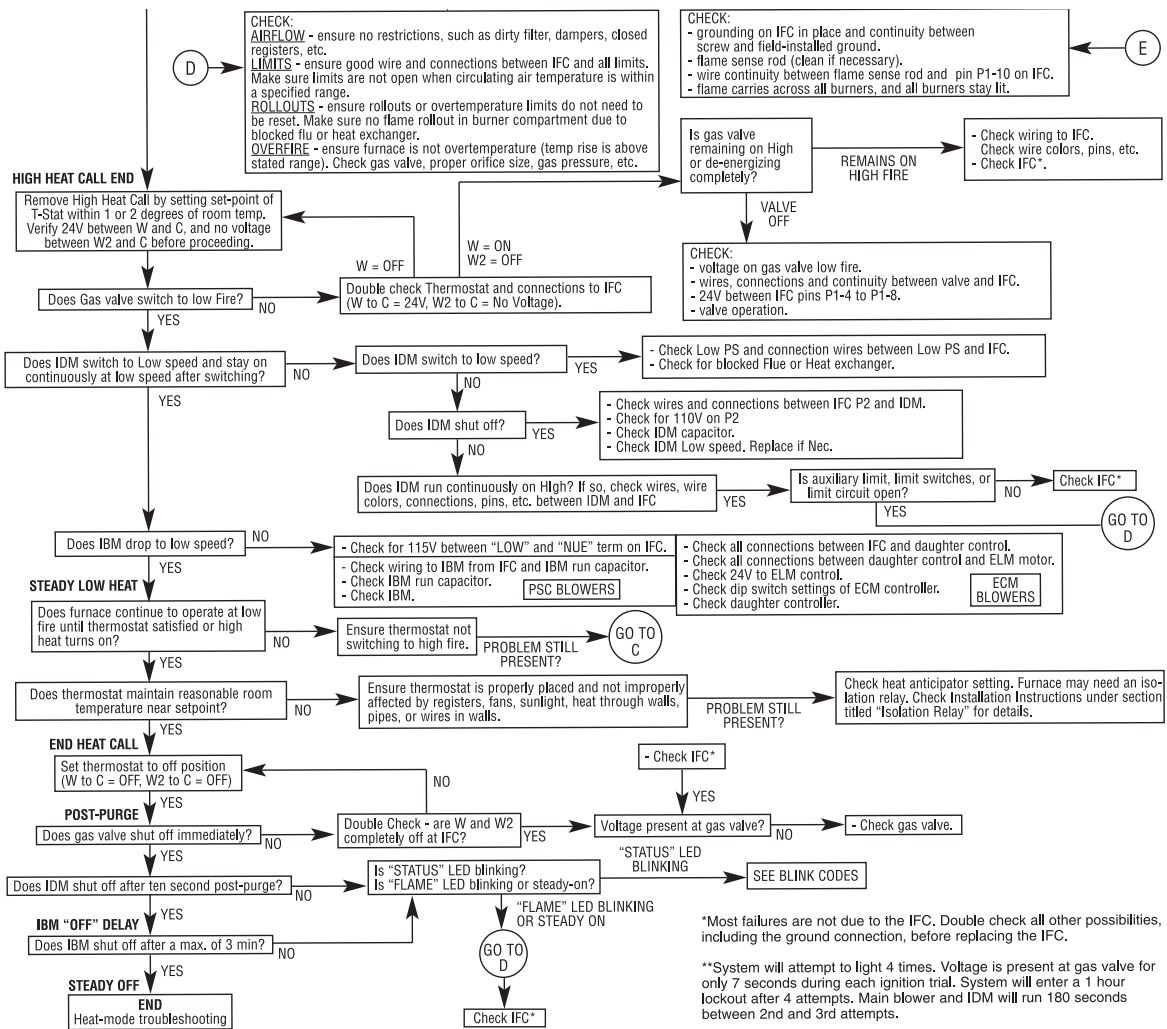 D
CHECK:
AIRFLOW - ensure no restrictions, such as dirty filter, dampers, closed
registers, etc.
LIMITS - ensure good wire and connections between IFC and all limits.
Make sure limits are not open when circulating air temperature is within
a specified range.
ROLLOUTS - ensure rollouts or overtemperature limits do not need to
be reset. Make sure no flame rollout in burner compartment due to
blocked flu or heat exchanger.
OVERFIRE - ensure furnace is not overtemperature (temp rise is above
stated range). Check gas valve, proper orifice size, gas pressure, etc.
CHECK:
- grounding on IFC in place and continuity between
screw and field-installed ground.
- flame sense rod (clean if necessary).
- wire continuity between flame sense rod and pin P1-10 on IFC.
- flame carries across all burners, and all burners stay lit.
E
HIGH HEAT CALL END
Remove High Heat Call by setting set-point of
T-Stat within 1 or 2 degrees of room temp.
Verify 24V between W and C, and no voltage
between W2 and C before proceeding.
W = OFF
W = ON
W2 = OFF
Is gas valve
remaining on High
or de-energizing
completely?
REMAINS ON
HIGH FIRE
- Check wiring to IFC.
Check wire colors, pins, etc.
- Check IFC*.
VALVE
OFF
CHECK:
- voltage on gas valve low fire.
- wires, connections and continuity between valve and IFC.
- 24V between IFC pins P1-4 to P1-8.
- valve operation.
Does Gas valve switch to low Fire?
NO
Double check Thermostat and connections to IFC
(W to C = 24V, W2 to C = No Voltage).
YES
Does IDM switch to Low speed and stay on
continuously at low speed after switching?
NO
Does IDM switch to low speed?
YES
- Check Low PS and connection wires between Low PS and IFC.
- Check for blocked Flue or Heat exchanger.
YES
NO
Does IDM shut off?
YES
- Check wires and connections between IFC P2 and IDM.
- Check for 110V on P2
- Check IDM capacitor.
- Check IDM Low speed. Replace if Nec.
NO
Does IDM run continuously on HIgh? If so, check wires, wire
colors, connections, pins, etc. between IDM and IFC
YES
Is auxiliary limit, limit switches, or
limit circuit open?
NO
Check IFC*
YES
GO TO
D
Does IBM drop to low speed?
NO
- Check for 115V between “LOW” and “NUE” term on IFC.
- Check wiring to IBM from IFC and IBM run capacitor.
- Check IBM run capacitor.
- Check IBM.
PSC BLOWERS
- Check all connections between IFC and daughter control.
- Check all connections between daughter control and ELM motor.
- Check 24V to ELM control.
- Check dip switch settings of ECM controller.
- Check daughter controller.
ECM
BLOWERS
YES
STEADY LOW HEAT
Does furnace continue to operate at low
fire until thermostat satisfied or high
heat turns on?
NO
Ensure thermostat not
switching to high fire.
PROBLEM STILL
PRESENT?
GO TO
C
YES
Does thermostat maintain reasonable room
temperature near setpoint?
NO
Ensure thermostat is properly placed and not improperly
affected by registers, fans, sunlight, heat through walls,
pipes, or wires in walls.
PROBLEM STILL
PRESENT?
Check heat anticipator setting. Furnace may need an iso-
lation relay. Check Installation Instructions under section
titled “Isolation Relay” for details.
YES
END HEAT CALL
Set thermostat to off position
(W to C = OFF, W2 to C = OFF)
NO
- Check IFC*
YES
YES
POST-PURGE
Does gas valve shut off immediately?
NO
Double Check - are W and W2
completely off at IFC?
YES
Voltage present at gas valve?
NO
- Check gas valve.
YES
Does IDM shut off after ten second post-purge?
NO
Is “STATUS” LED blinking?
Is “FLAME” LED blinking or steady-on?
“STATUS” LED
BLINKING
SEE BLINK CODES
YES
IBM “OFF” DELAY
Does IBM shut off after a max. of 3 min?
NO
“FLAME” LED BLINKING
OR STEADY ON
GO TO
D
Check IFC*
YES
STEADY OFF
END
Heat-mode troubleshooting
*Most failures are not due to the IFC. Double check all other possibilities,
including the ground connection, before replacing the IFC.
**System will attempt to light 4 times. Voltage is present at gas valve for
only 7 seconds during each ignition trial. System will enter a 1 hour
lockout after 4 attempts. Main blower and IDM will run 180 seconds
between 2nd and 3rd attempts.